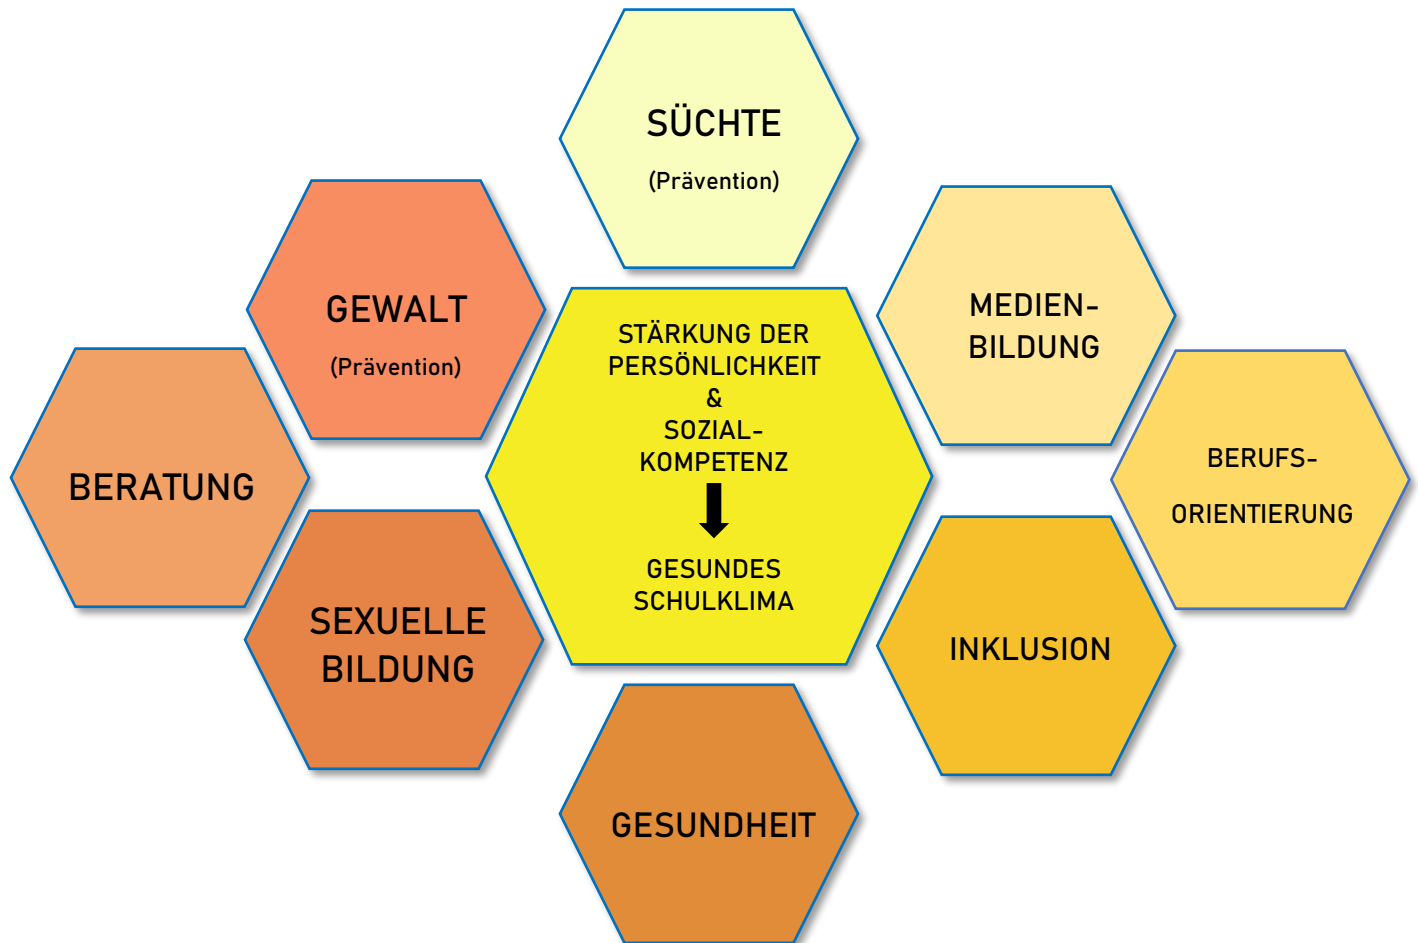 SÜCHTE
(Prävention)
GEWALT
(Prävention)
MEDIEN-
BILDUNG
STÄRKUNG DER
PERSÖNLICHKEIT
&
SOZIAL-
KOMPETENZ
GESUNDES
SCHULKLIMA
BERATUNG
BERUFS-
ORIENTIERUNG
SEXUELLE
BILDUNG
INKLUSION
GESUNDHEIT